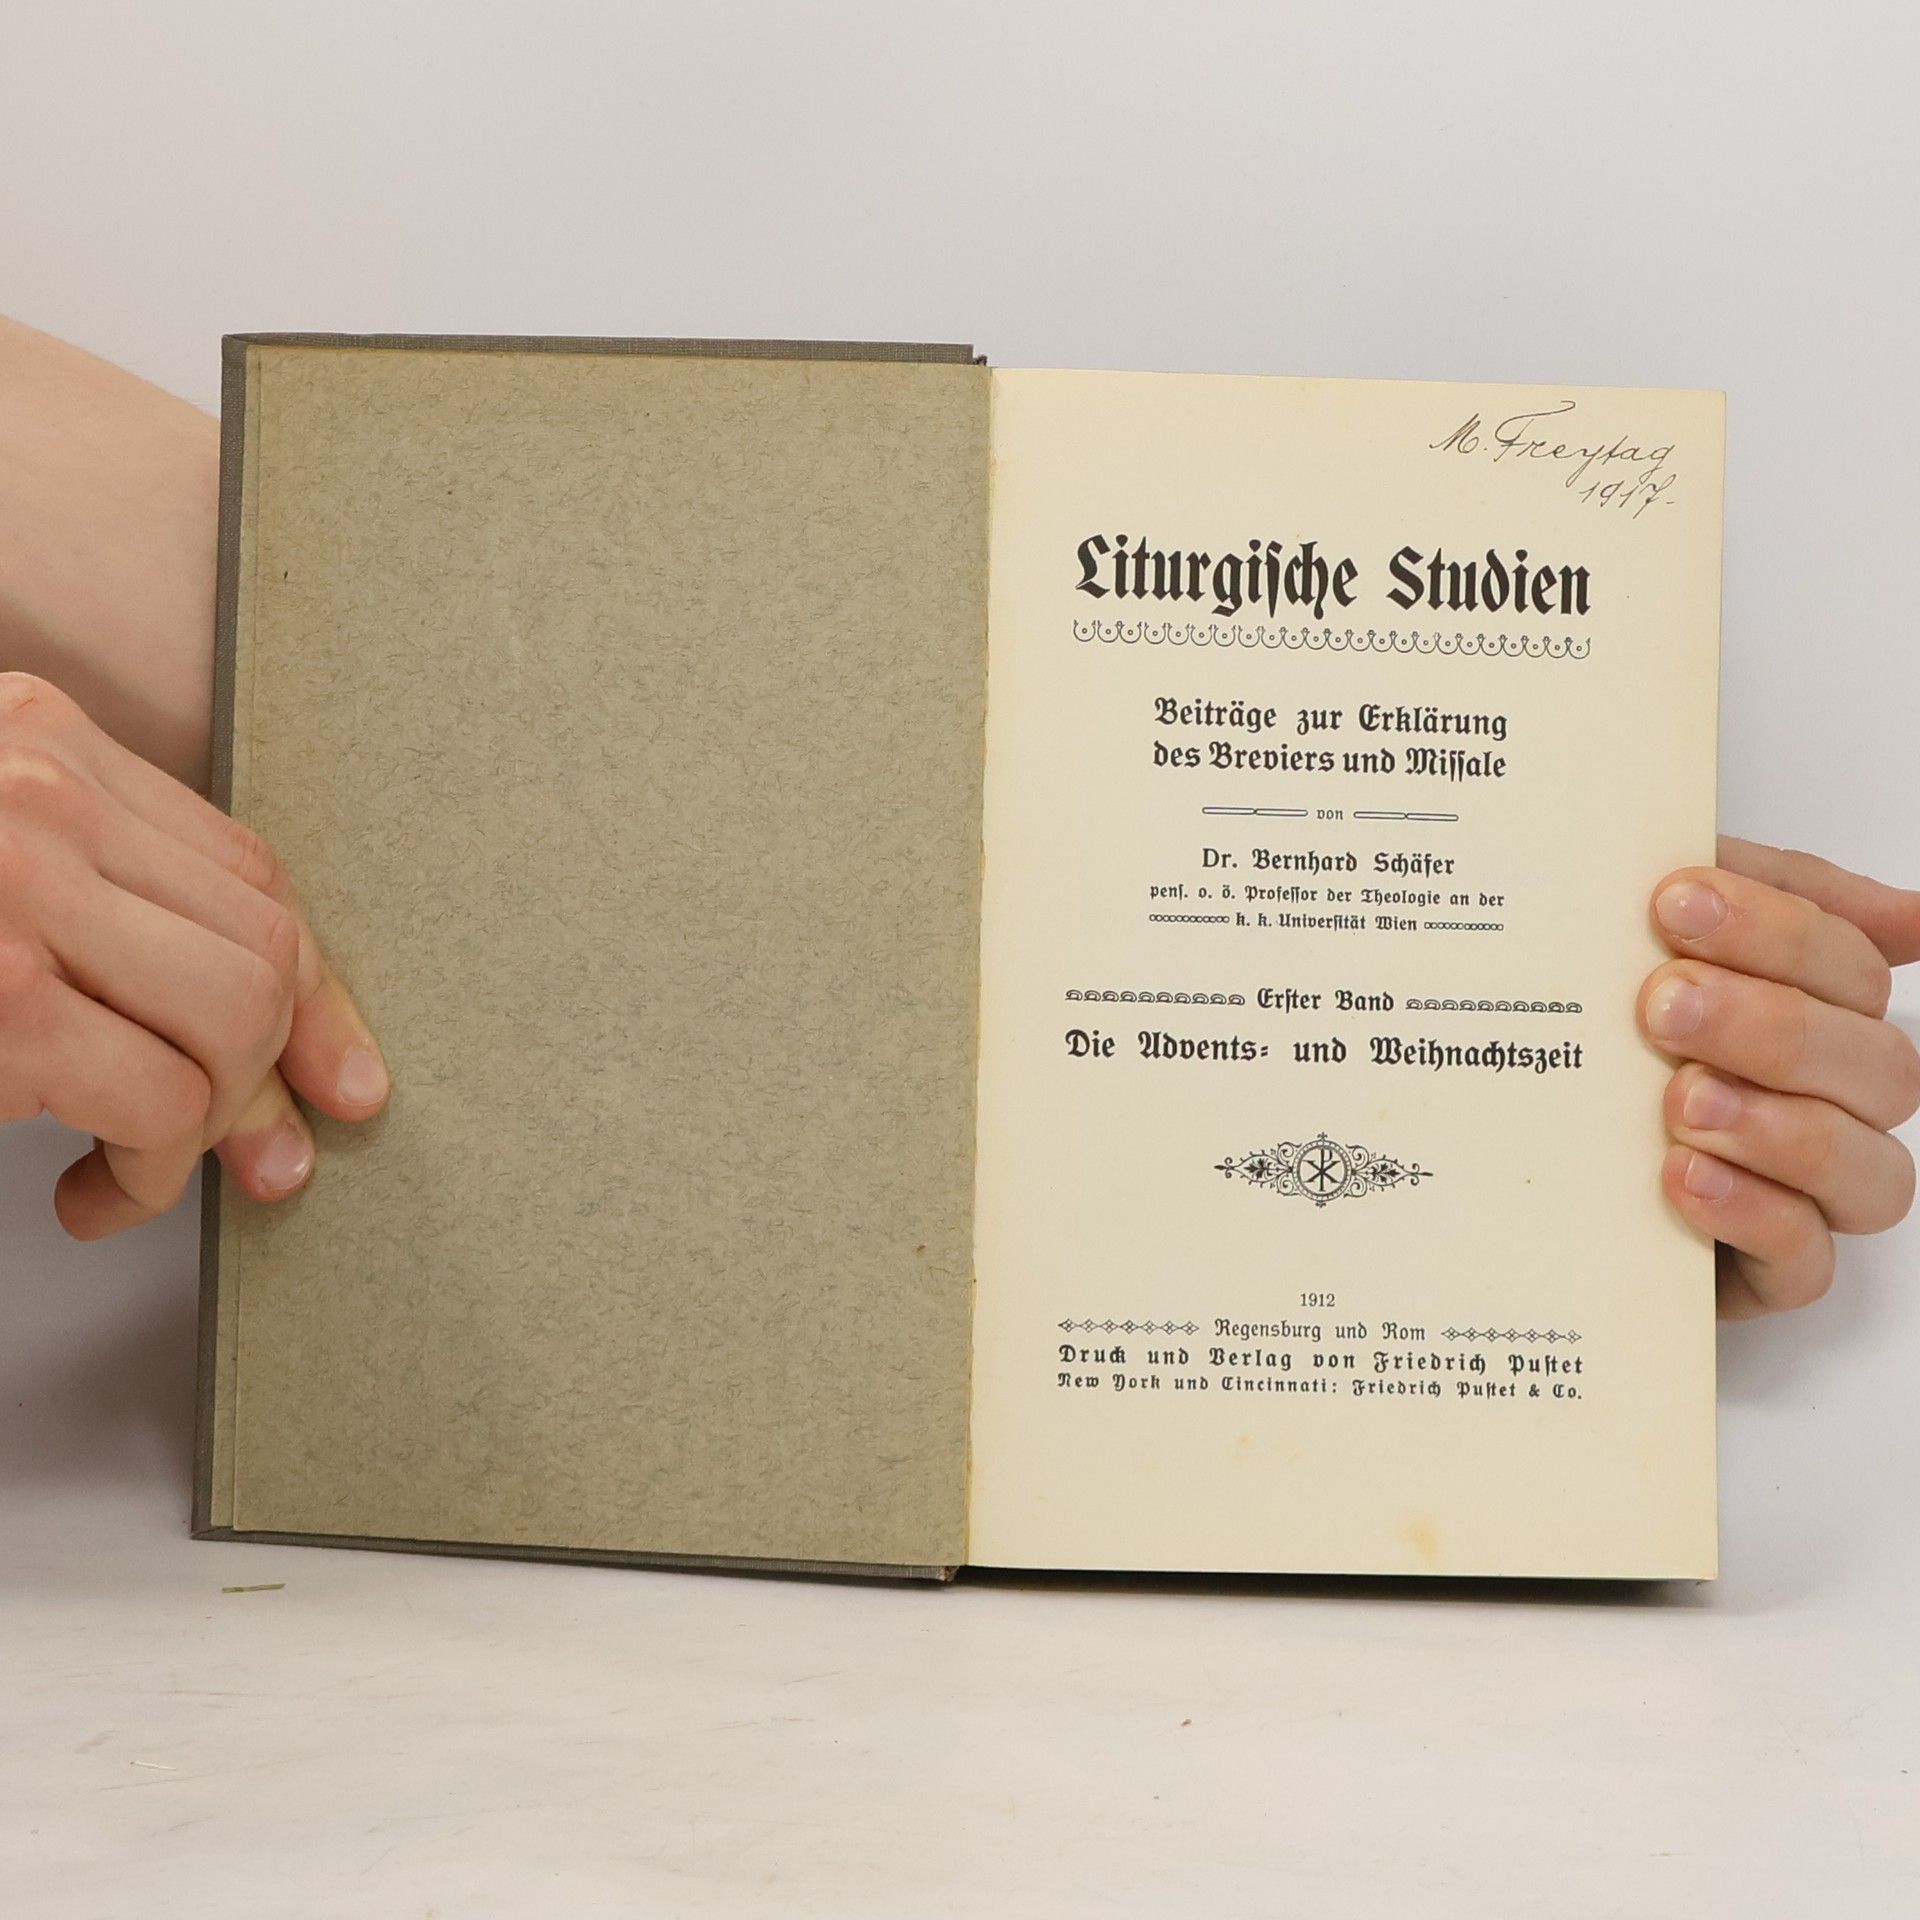 M. Freytag
1917.
Liturgische Studien
Beiträge zur Erklärung
des Breviers und Missale
von
Dr. Bernhard Schäfer
pens. o. ö. Professor der Theologie an der
k. k. Universität Wien
Erster Band
Die Advents- und Weihnachtszeit
1912
Regensburg und Rom
Druck und Verlag von Friedrich Pustet
New York und Cincinnati: Friedrich Pustet & Co.